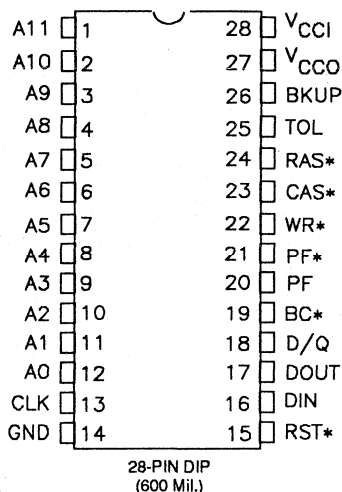 A11 1 28 VCCI
A10 2 27 VCCO
A9 3 26 BKUP
A8 4 25 TOL
A7 5 24 RAS*
A6 6 23 CAS*
A5 7 22 WR*
A4 8 21 PF*
A3 9 20 PF
A2 10 19 BC*
A1 11 18 D/Q
A0 12 17 DOUT
CLK 13 16 DIN
GND 14 15 RST*
28-PIN DIP
(600 Mil.)